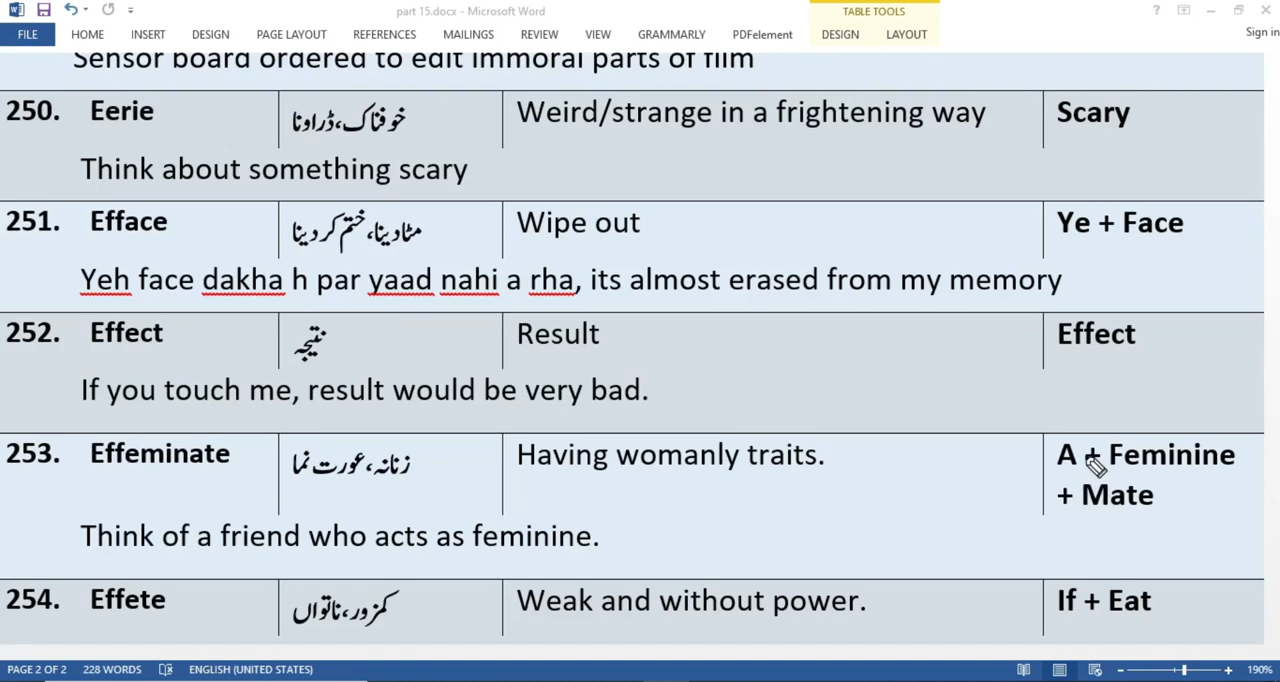 part 15.docx - Microsoft Word
TABLE TOOLS
FILE HOME INSERT DESIGN PAGE LAYOUT REFERENCES MAILINGS REVIEW VIEW GRAMMARLY PDFelement DESIGN LAYOUT Sign in
Sensor board ordered to edit immoral parts of film
250. Eerie خوفناک، ڈراونا Weird/strange in a frightening way Scary
Think about something scary
251. Efface مٹادینا، ختم کر دینا Wipe out Ye + Face
Yeh face dakha h par yaad nahi a rha, its almost erased from my memory
252. Effect نتیجہ Result Effect
If you touch me, result would be very bad.
253. Effeminate زنانہ، عورت نما Having womanly traits. A + Feminine
+ Mate
Think of a friend who acts as feminine.
254. Effete کمزور، ناتواں Weak and without power. If + Eat
PAGE 2 OF 2 228 WORDS ENGLISH (UNITED STATES) 190%